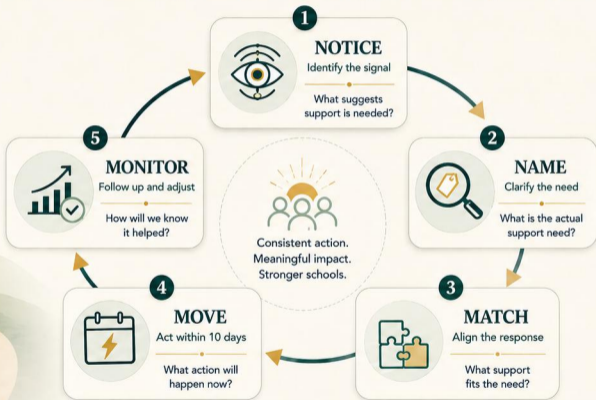 1
NOTICE
Identify the signal
What suggests
support is needed?
2
NAME
Clarify the need
What is the actual
support need?
3
MATCH
Align the response
What support
fits the need?
4
MOVE
Act within 10 days
What action will
happen now?
5
MONITOR
Follow up and adjust
How will we know
it helped?
Consistent action.
Meaningful impact.
Stronger schools.